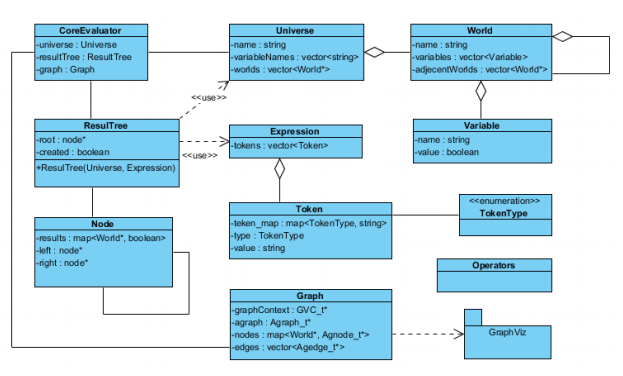 CoreEvaluator
-universe : Universe
-resultTree : ResultTree
-graph : Graph
Universe
-name : string
-variableNames : vector<string>
-worlds : vector<World*>
World
-name : string
-variables : vector<Variable>
-adjecentWorlds : vector<World*>
<<use>>
ResulTree
-root : node*
-created : boolean
+ResulTree(Universe, Expression)
<<use>>
Expression
-tokens : vector<Token>
Variable
-name : string
-value : boolean
Node
-results : map<World*, boolean>
-left : node*
-right : node*
Token
-teken_map : map<TokenType, string>
-type : TokenType
-value : string
<<enumeration>>
TokenType
Operators
Graph
-graphContext : GVC_t*
-agraph : Agraph_t*
-nodes : map<World*, Agnode_t*>
-edges : vector<Agedge_t*>
GraphViz